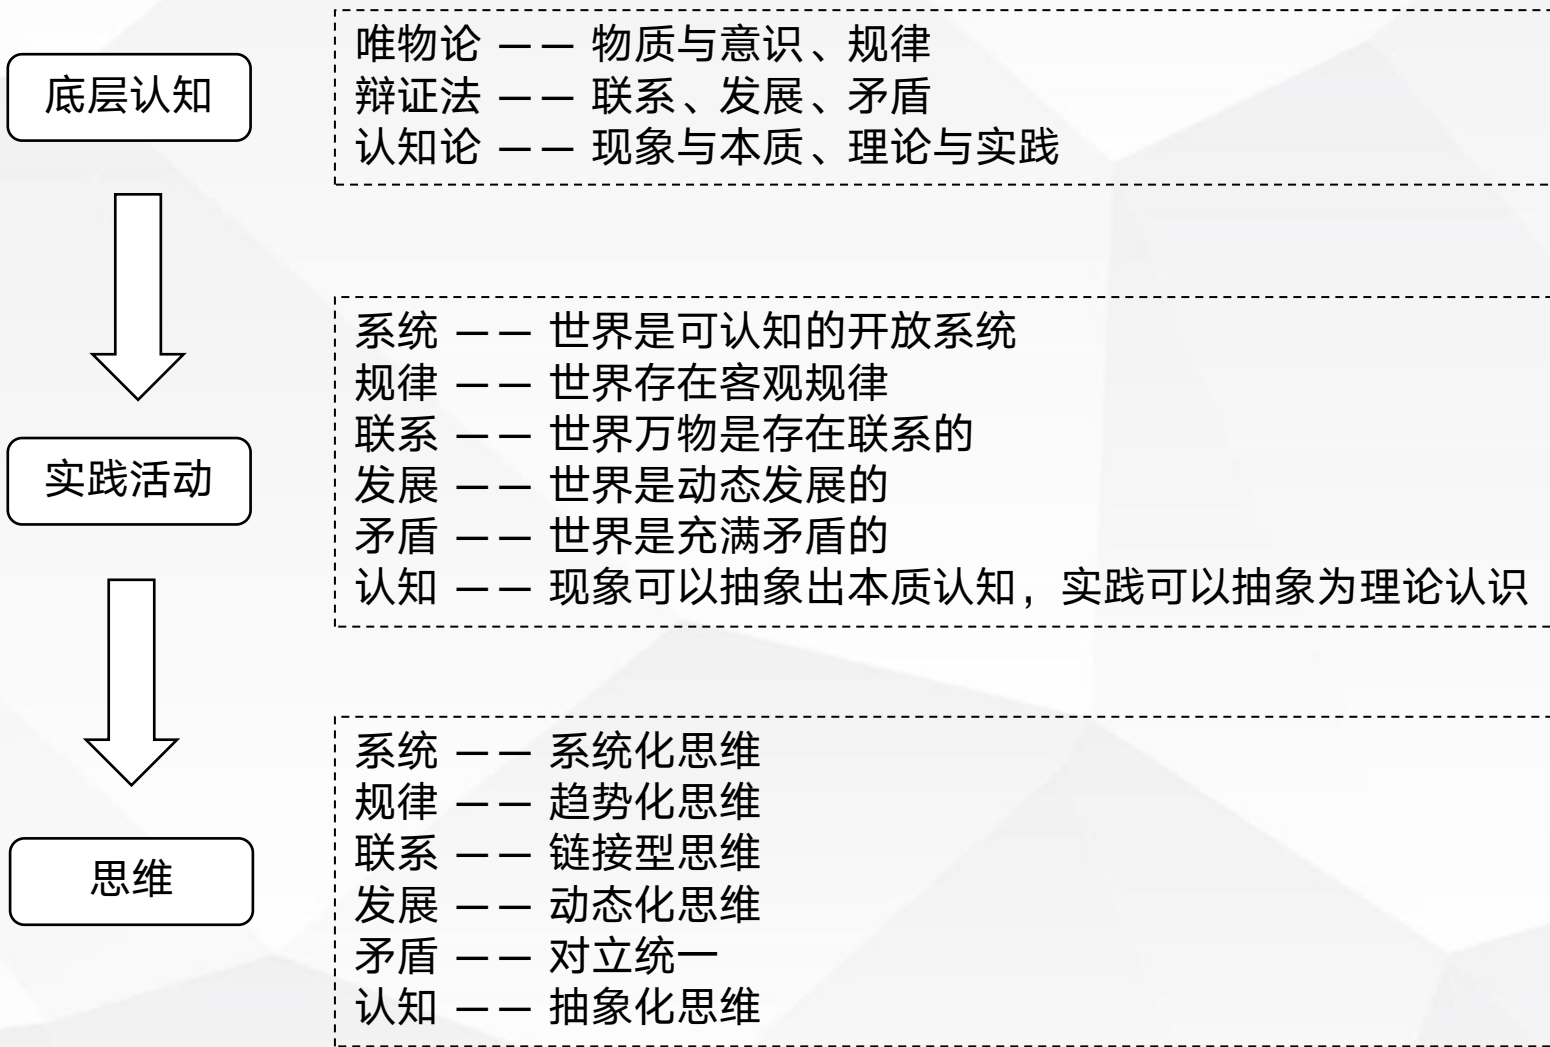 底层认知
唯物论 —— 物质与意识、规律
辩证法 —— 联系、发展、矛盾
认知论 —— 现象与本质、理论与实践
实践活动
系统 —— 世界是可认知的开放系统
规律 —— 世界存在客观规律
联系 —— 世界万物是存在联系的
发展 —— 世界是动态发展的
矛盾 —— 世界是充满矛盾的
认知 —— 现象可以抽象出本质认知，实践可以抽象为理论认识
思维
系统 —— 系统化思维
规律 —— 趋势化思维
联系 —— 链接型思维
发展 —— 动态化思维
矛盾 —— 对立统一
认知 —— 抽象化思维